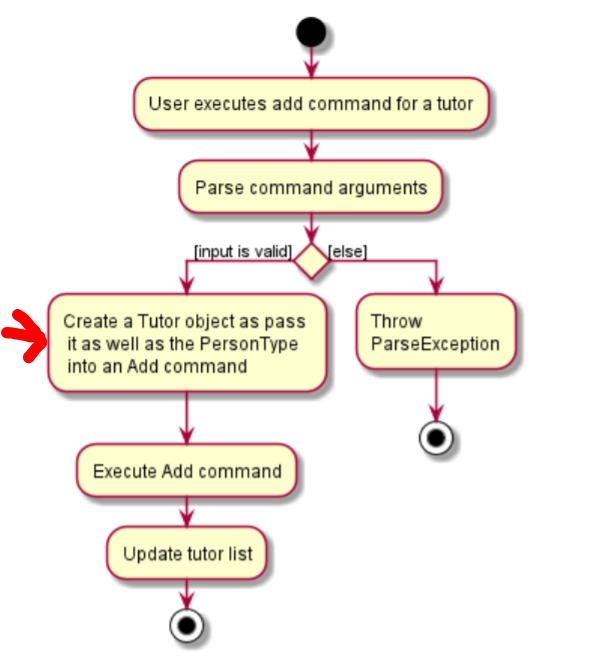 User executes add command for a tutor
Parse command arguments
[input is valid]
[else]
Create a Tutor object as pass
it as well as the PersonType
into an Add command
Throw
ParseException
Execute Add command
Update tutor list